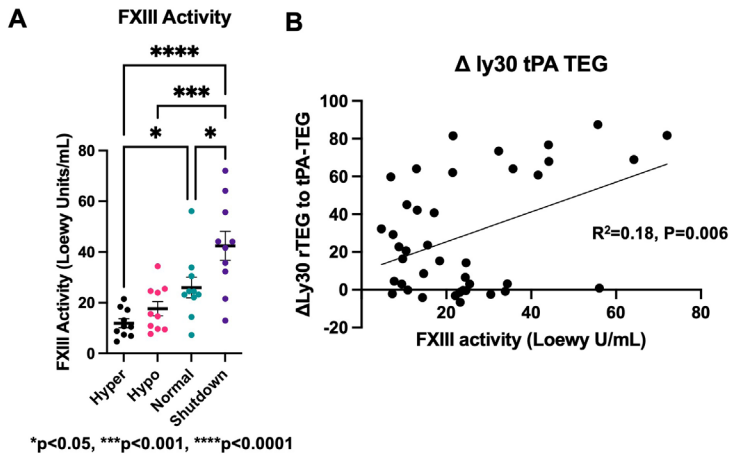 A
FXIII Activity
****
***
*
*
FXIII Activity (Loewy Units/mL)
80
60
40
20
0
Hyper
Hypo
Normal
Shutdown
*p<0.05, ***p<0.001, ****p<0.0001
B
Δ ly30 tPA TEG
ΔLy30 rTEG to tPA-TEG
100
80
60
40
20
0
-20
R²=0.18, P=0.006
20
40
60
80
FXIII activity (Loewy U/mL)